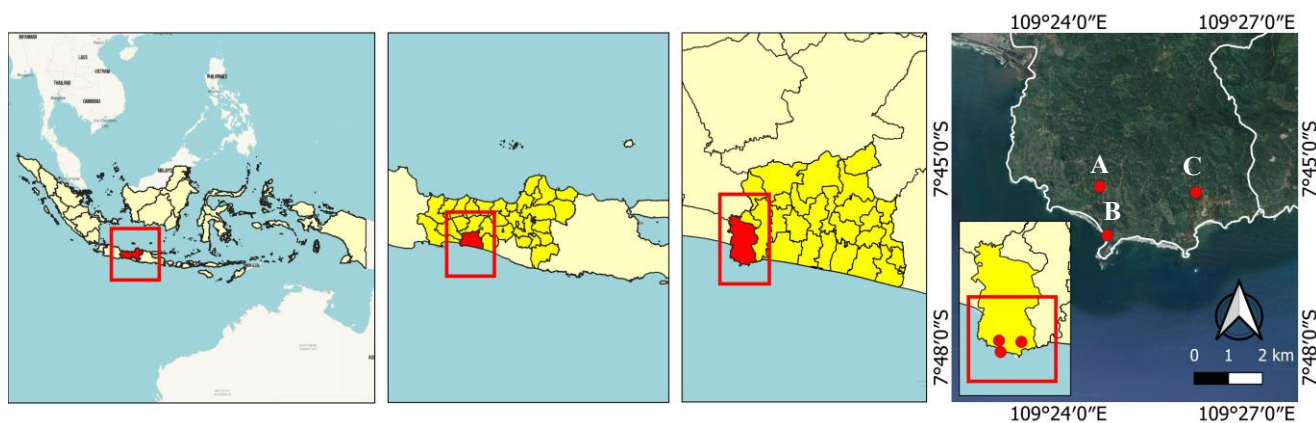 109°24′0″E 109°27′0″E
MYANMAR
LAOS
THAILAND
VIETNAM
CAMBODIA
PHILIPPINES
A
C
B
7°45′0″S
7°45′0″S
7°48′0″S
7°48′0″S
0 1 2 km
109°24′0″E 109°27′0″E